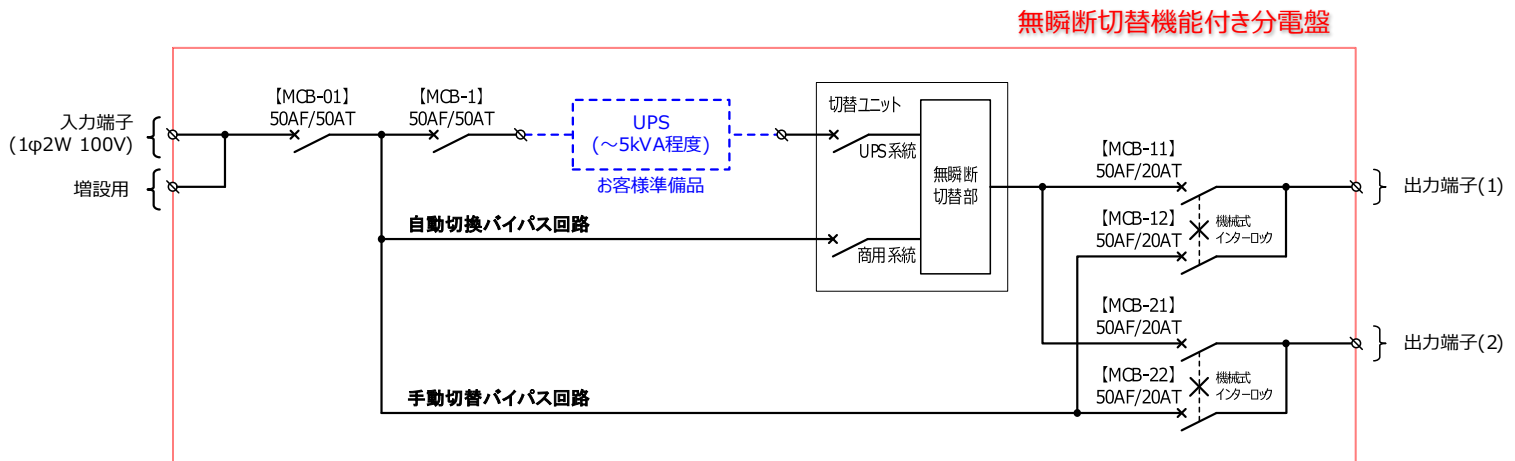 無瞬断切替機能付き分電盤
入力端子
(1φ2W 100V)
増設用
【MCB-01】
50AF/50AT
【MCB-1】
50AF/50AT
UPS
(～5kVA程度)
お客様準備品
切替ユニット
UPS系統
無瞬断
切替部
商用系統
自動切換バイパス回路
手動切替バイパス回路
【MCB-11】
50AF/20AT
【MCB-12】
50AF/20AT
機械式
インターロック
出力端子(1)
【MCB-21】
50AF/20AT
【MCB-22】
50AF/20AT
機械式
インターロック
出力端子(2)